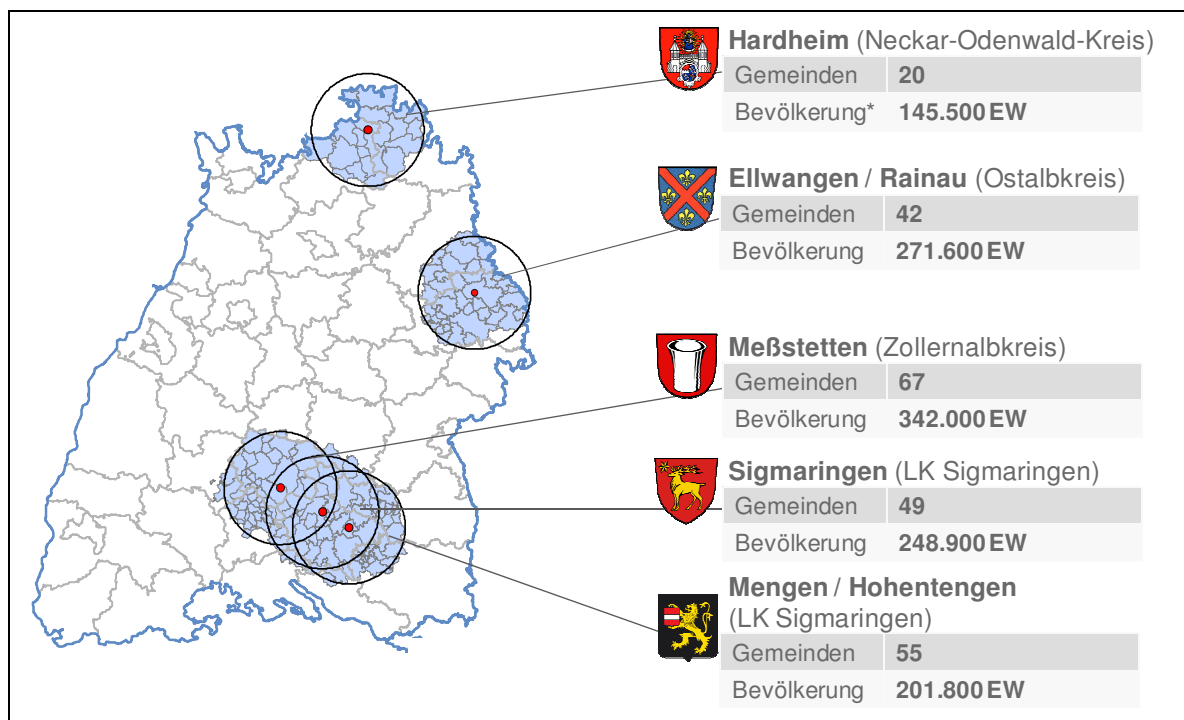 Hardheim (Neckar-Odenwald-Kreis)
Gemeinden 20
Bevölkerung* 145.500 EW
Ellwangen / Rainau (Ostalbkreis)
Gemeinden 42
Bevölkerung 271.600 EW
Meßstetten (Zollernalbkreis)
Gemeinden 67
Bevölkerung 342.000 EW
Sigmaringen (LK Sigmaringen)
Gemeinden 49
Bevölkerung 248.900 EW
Mengen / Hohentengen
(LK Sigmaringen)
Gemeinden 55
Bevölkerung 201.800 EW